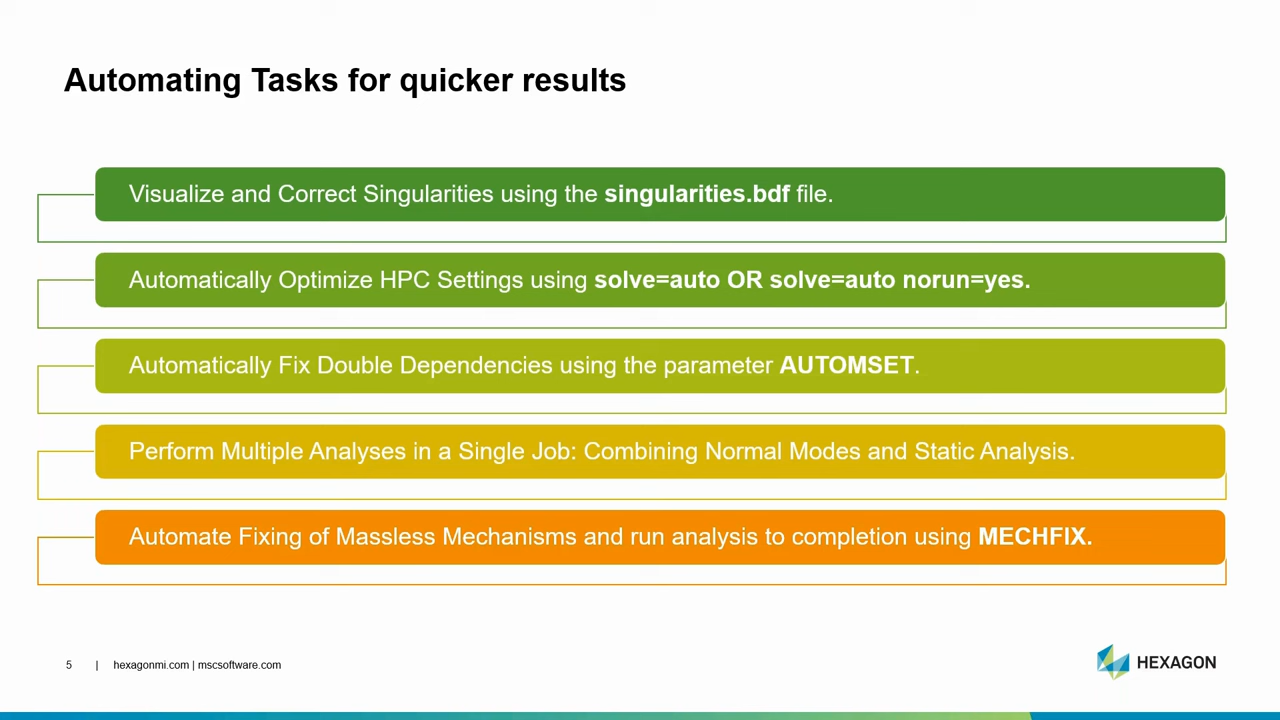 Automating Tasks for quicker results
Visualize and Correct Singularities using the singularities.bdf file.
Automatically Optimize HPC Settings using solve=auto OR solve=auto norun=yes.
Automatically Fix Double Dependencies using the parameter AUTOMSET.
Perform Multiple Analyses in a Single Job: Combining Normal Modes and Static Analysis.
Automate Fixing of Massless Mechanisms and run analysis to completion using MECHFIX.
5 | hexagonmi.com | mscsoftware.com
HEXAGON